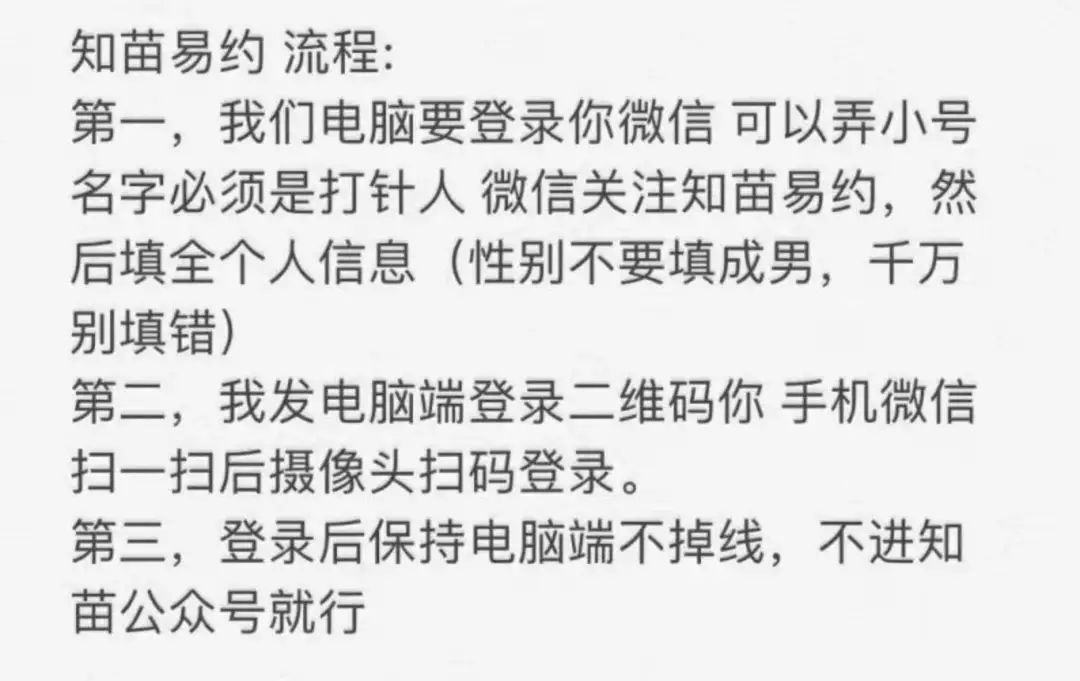 知苗易约 流程:
第一，我们电脑要登录你微信 可以弄小号
名字必须是打针人 微信关注知苗易约，然
后填全个人信息（性别不要填成男，千万
别填错）
第二，我发电脑端登录二维码你 手机微信
扫一扫后摄像头扫码登录。
第三，登录后保持电脑端不掉线，不进知
苗公众号就行